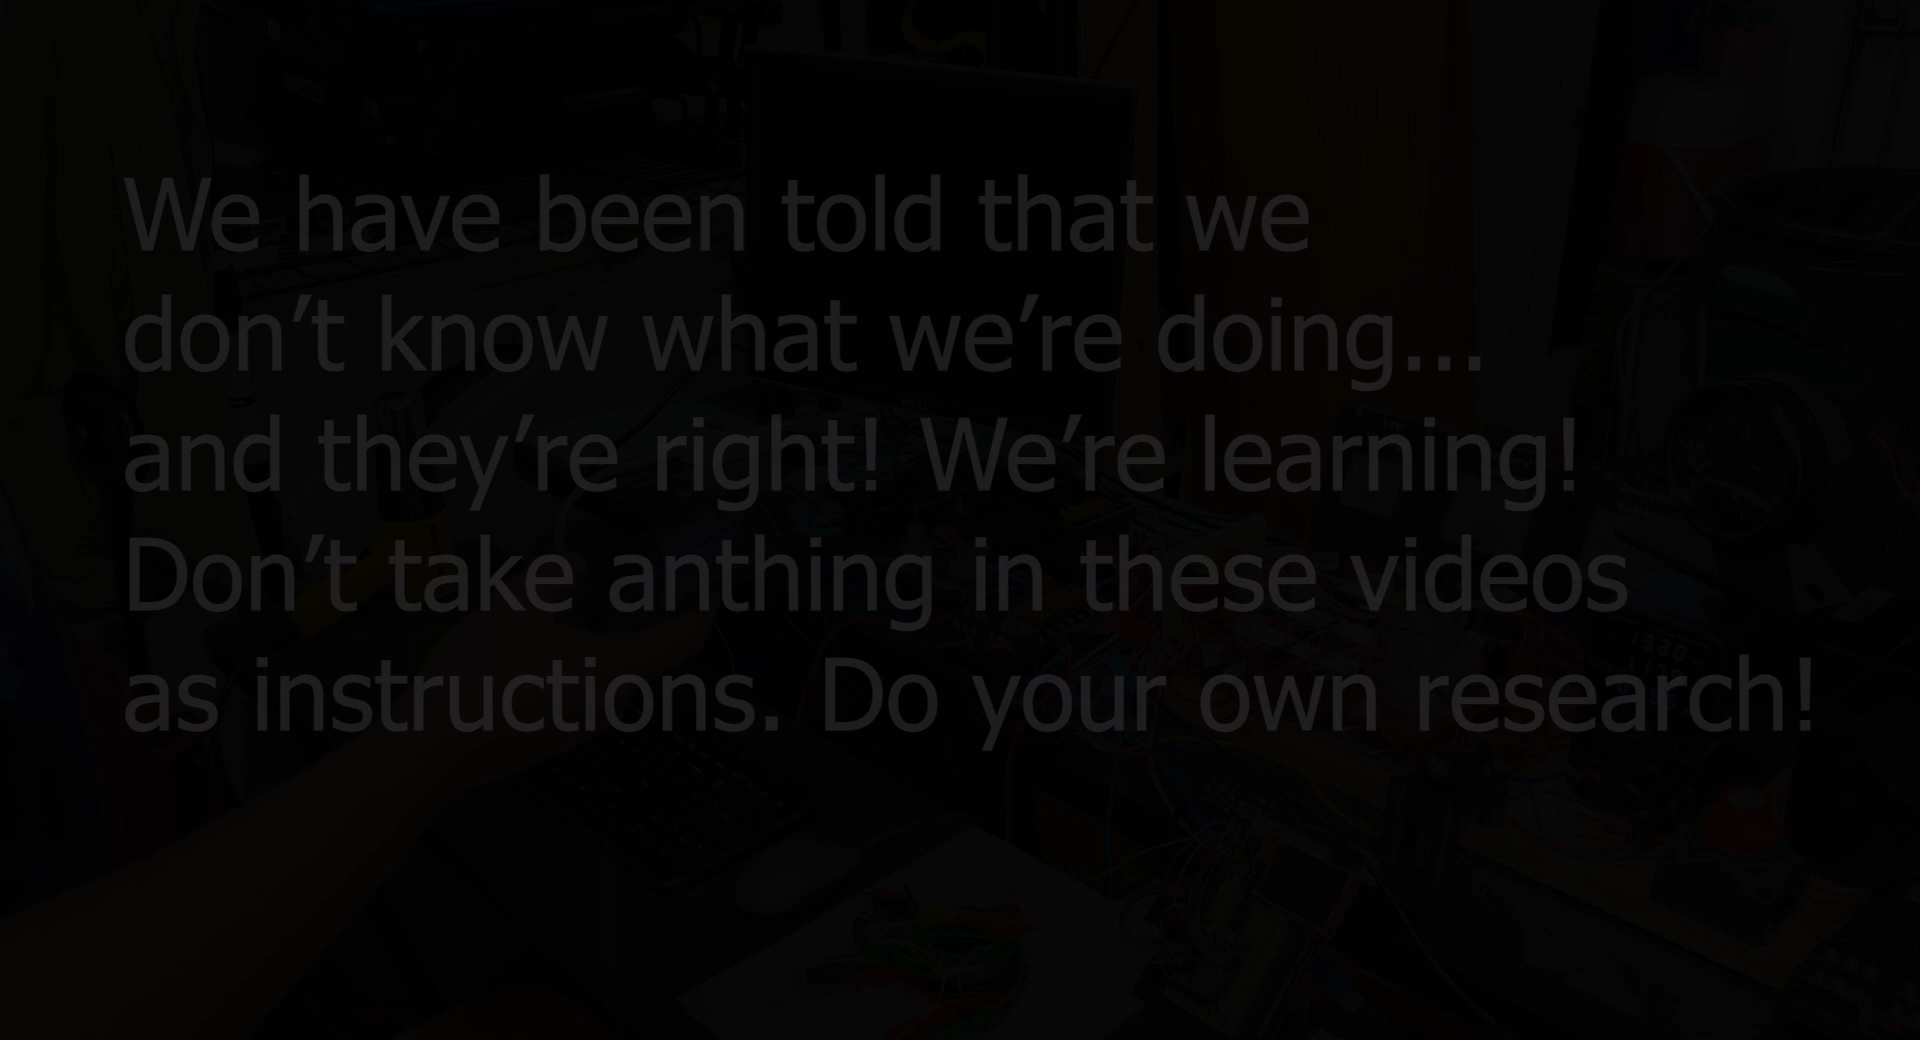 We have been told that we
don’t know what we’re doing...
and they’re right! We’re learning!
Don’t take anthing in these videos
as instructions. Do your own research!